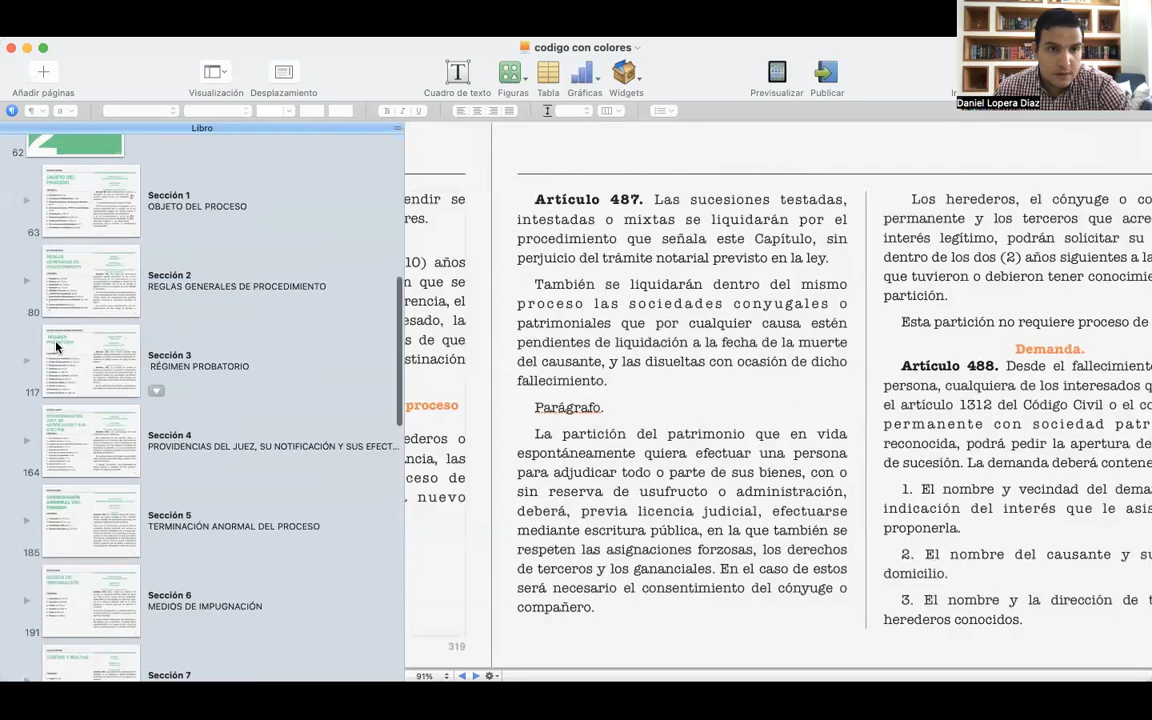 codigo con colores
Añadir páginas
Visualización
Desplazamiento
Cuadro de texto
Figuras
Tabla
Gráficas
Widgets
Previsualizar
Publicar
Daniel Lopera Diaz
Libro
62
2
Sección 1
OBJETO DEL PROCESO
63
Sección 2
REGLAS GENERALES DE PROCEDIMIENTO
80
Sección 3
RÉGIMEN PROBATORIO
117
Sección 4
PROVIDENCIAS DEL JUEZ, SU NOTIFICACIÓN Y SUS EFECT...
164
Sección 5
TERMINACIÓN ANORMAL DEL PROCESO
185
Sección 6
MEDIOS DE IMPUGNACIÓN
191
Sección 7
endir se
res.
10) años
n que se
erencia, el
esado, la
s de que
stinación
proceso
ederos o
ncia, las
ceso de
nuevo
319
Artículo 487. Las sucesiones testadas,
intestadas o mixtas se liquidarán por el
procedimiento que señala este Capítulo, sin
perjuicio del trámite notarial previsto en la ley.
También se liquidarán dentro del mismo
proceso las sociedades conyugales o
patrimoniales que por cualquier causa estén
pendientes de liquidación a la fecha de la muerte
del causante, y las disueltas con ocasión de dicho
fallecimiento.
Parágrafo.
La partición del patrimonio que en vida
espontáneamente quiera efectuar una persona
para adjudicar todo o parte de sus bienes, con o
sin reserva de usufructo o administración,
deberá, previa licencia judicial, efectuarse
mediante escritura pública, en la que también se
respeten las asignaciones forzosas, los derechos
de terceros y los gananciales. En el caso de estos
será necesario el consentimiento del cónyuge o
compañero.
Los herederos, el cónyuge o co
permanente y los terceros que acre
interés legítimo, podrán solicitar su
dentro de los dos (2) años siguientes a la
que tuvieron o debieron tener conocimie
partición.
Esta partición no requiere proceso de
Demanda.
Artículo 488. Desde el fallecimiento
persona, cualquiera de los interesados q
el artículo 1312 del Código Civil o el co
permanente con sociedad patr
reconocida, podrá pedir la apertura de
de sucesión. La demanda deberá contene
1. El nombre y vecindad del dema
indicación del interés que le asis
proponerla.
2. El nombre del causante y su
domicilio.
3. El nombre y la dirección de t
herederos conocidos.
91%